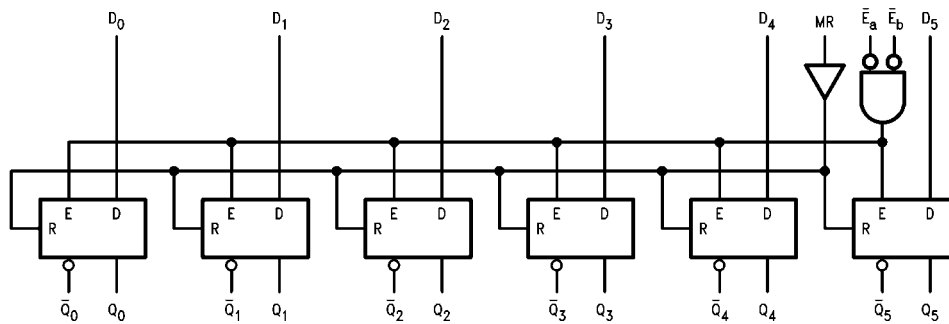 D₀ D₁ D₂ D₃ D₄ MR Ēₐ Ē_b D₅
E D E D E D E D E D E D
R R R R R R
Q̄₀ Q₀ Q̄₁ Q₁ Q̄₂ Q₂ Q̄₃ Q₃ Q̄₄ Q₄ Q̄₅ Q₅